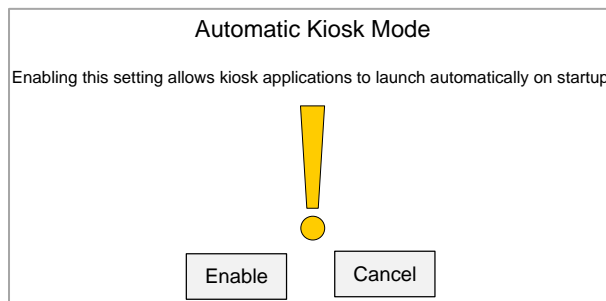 Automatic Kiosk Mode
Enabling this setting allows kiosk applications to launch automatically on startup
Enable
Cancel